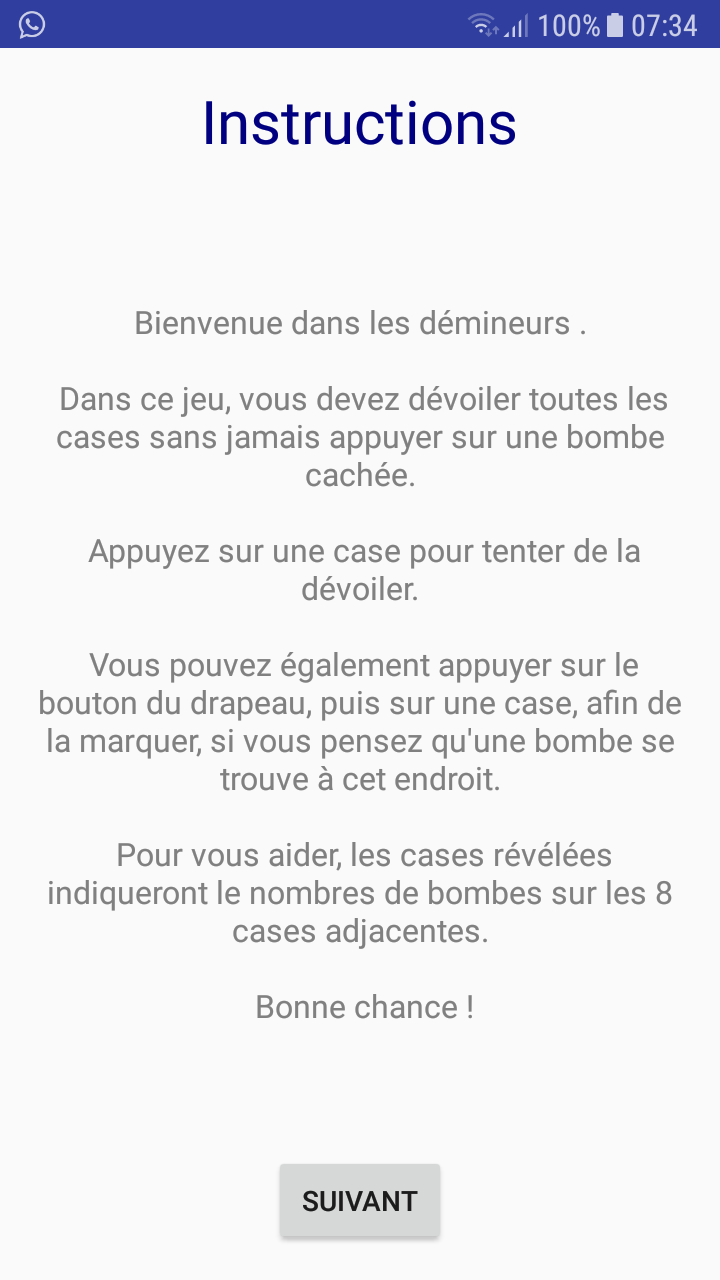 100% 07:34
Instructions
Bienvenue dans les démineurs .
Dans ce jeu, vous devez dévoiler toutes les
cases sans jamais appuyer sur une bombe
cachée.
Appuyez sur une case pour tenter de la
dévoiler.
Vous pouvez également appuyer sur le
bouton du drapeau, puis sur une case, afin de
la marquer, si vous pensez qu'une bombe se
trouve à cet endroit.
Pour vous aider, les cases révélées
indiqueront le nombres de bombes sur les 8
cases adjacentes.
Bonne chance !
SUIVANT